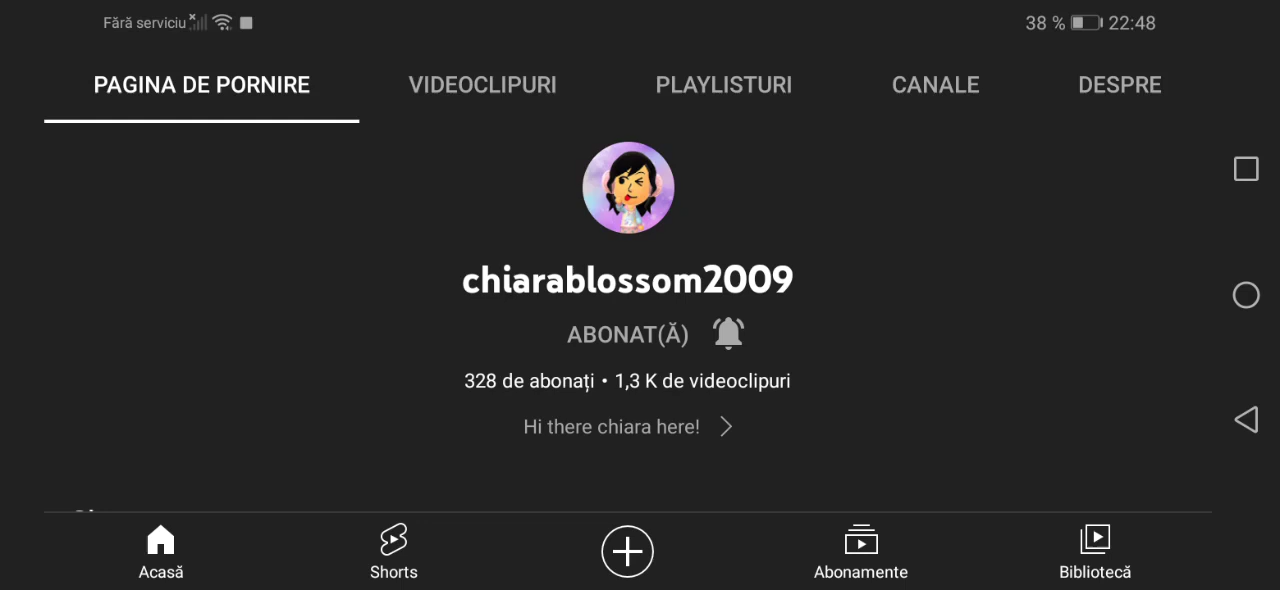 Fără serviciu 38 % 22:48
PAGINA DE PORNIRE VIDEOCLIPURI PLAYLISTURI CANALE DESPRE
chiarablossom2009
ABONAT(Ă)
328 de abonați • 1,3 K de videoclipuri
Hi there chiara here!
Acasă Shorts Abonamente Bibliotecă